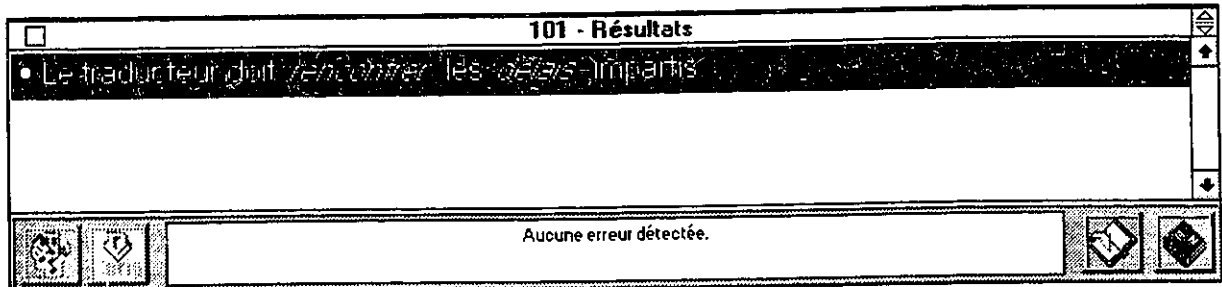 101 - Résultats
• Le traducteur doit rencontrer les délais impartis
Aucune erreur détectée.